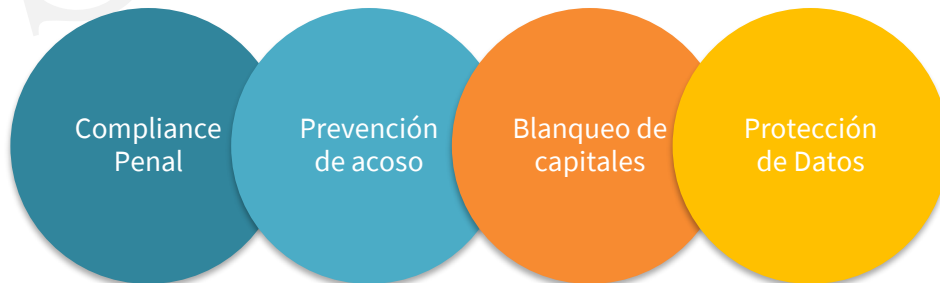 Compliance
Penal
Prevención
de acoso
Blanqueo de
capitales
Protección
de Datos